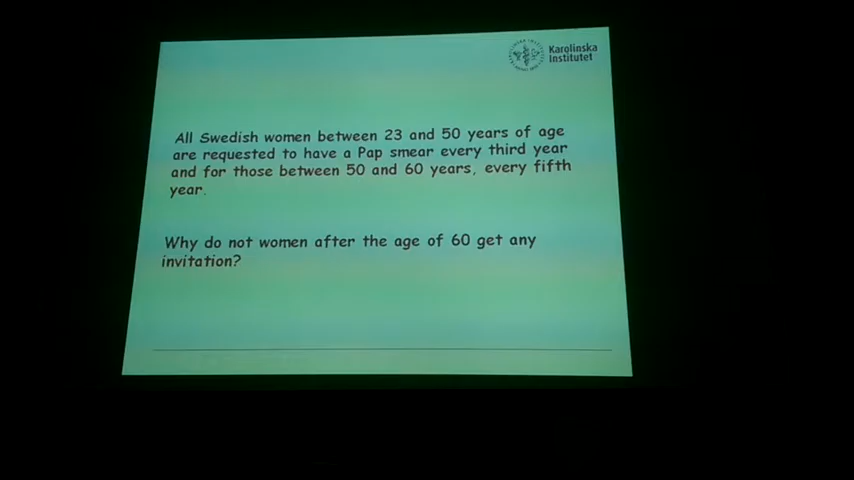 Karolinska
Institutet
All Swedish women between 23 and 50 years of age
are requested to have a Pap smear every third year
and for those between 50 and 60 years, every fifth
year.
Why do not women after the age of 60 get any
invitation?